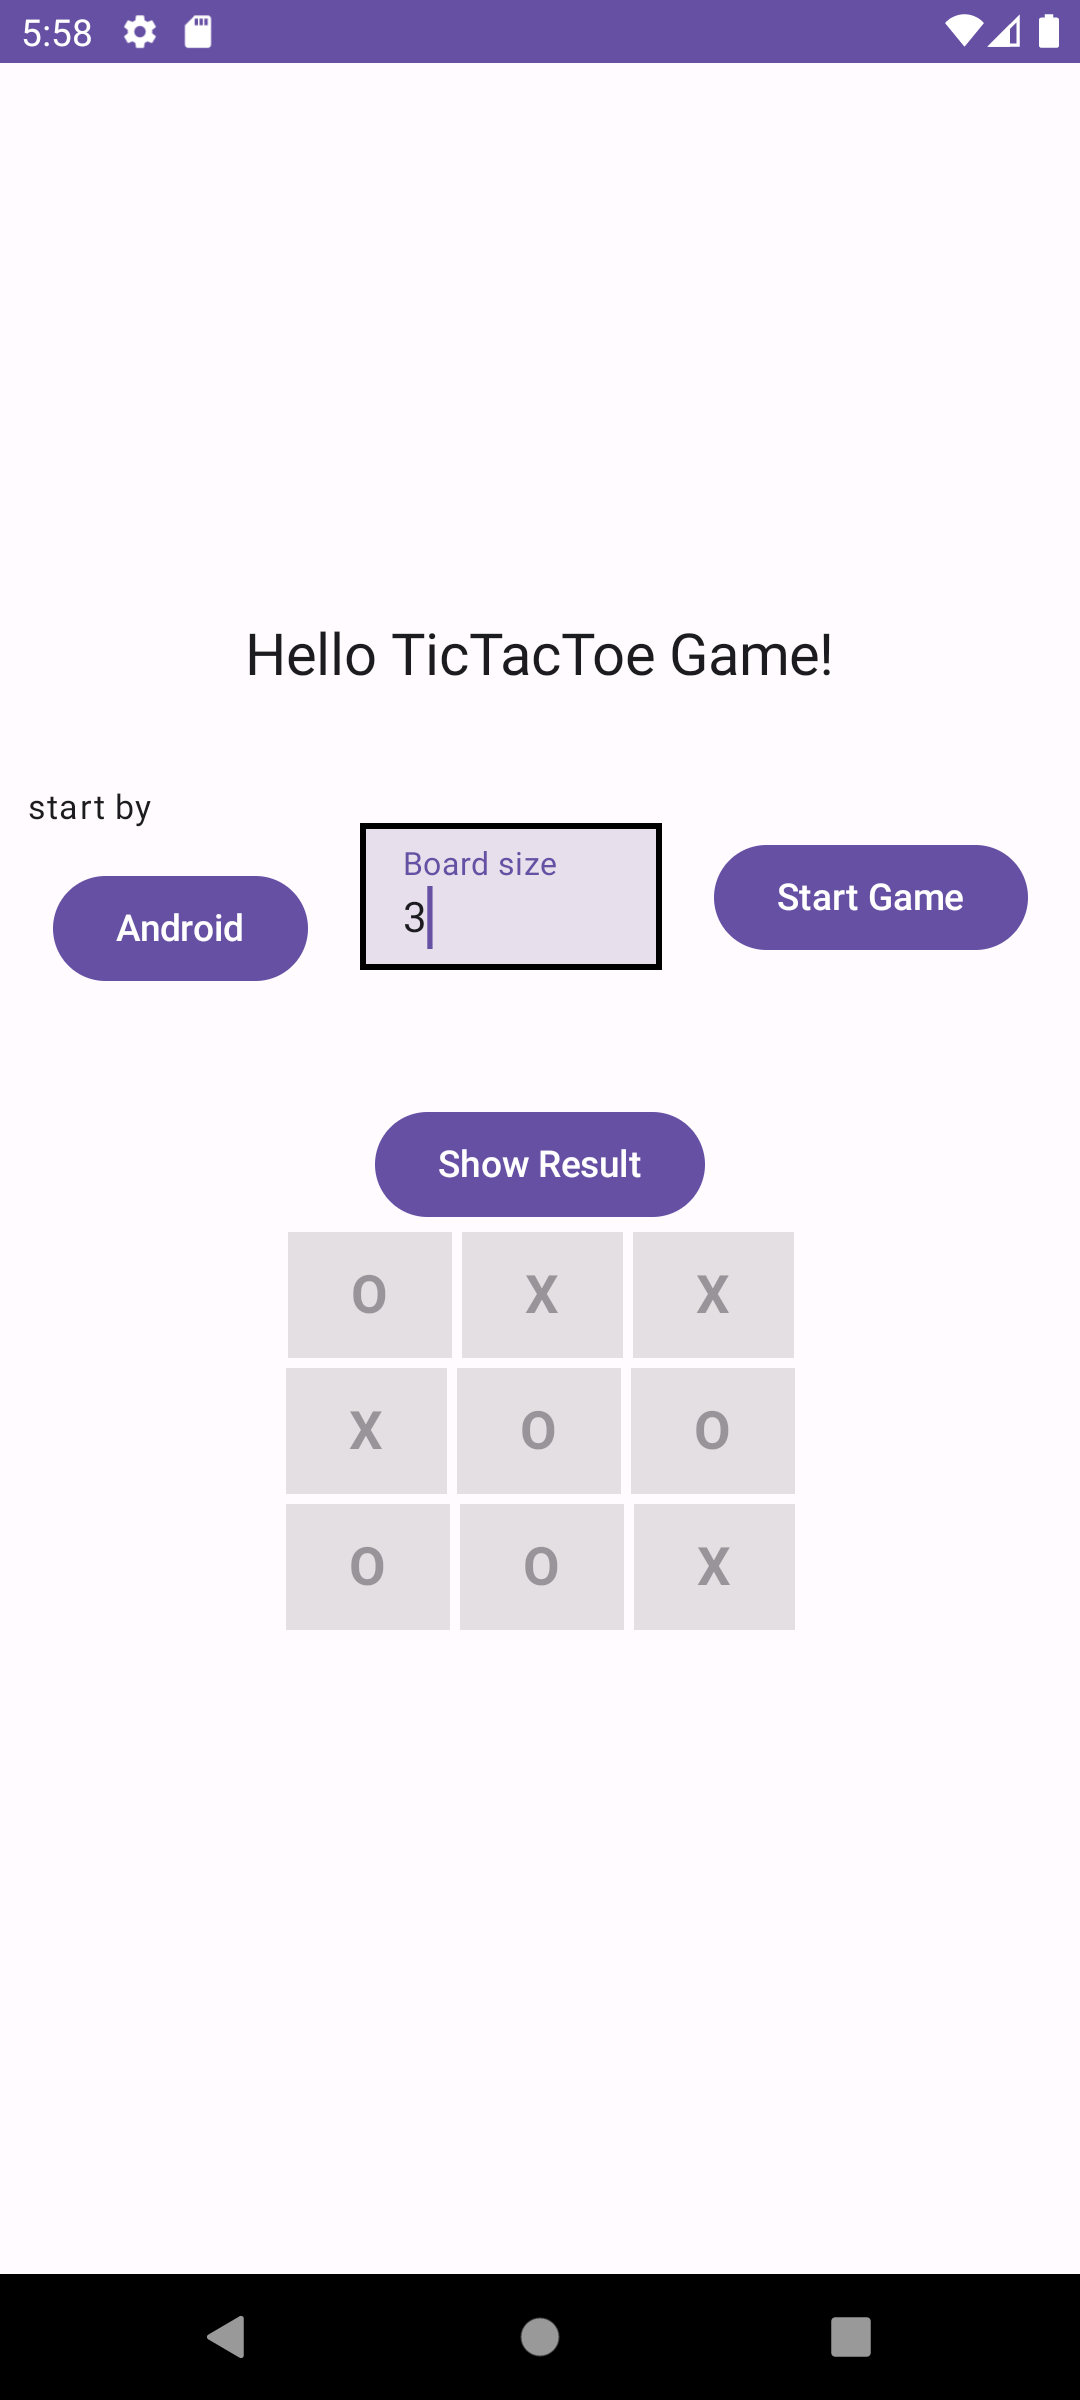 5:58
Hello TicTacToe Game!
start by
Android
Board size
3
Start Game
Show Result
O X X
X O O
O O X